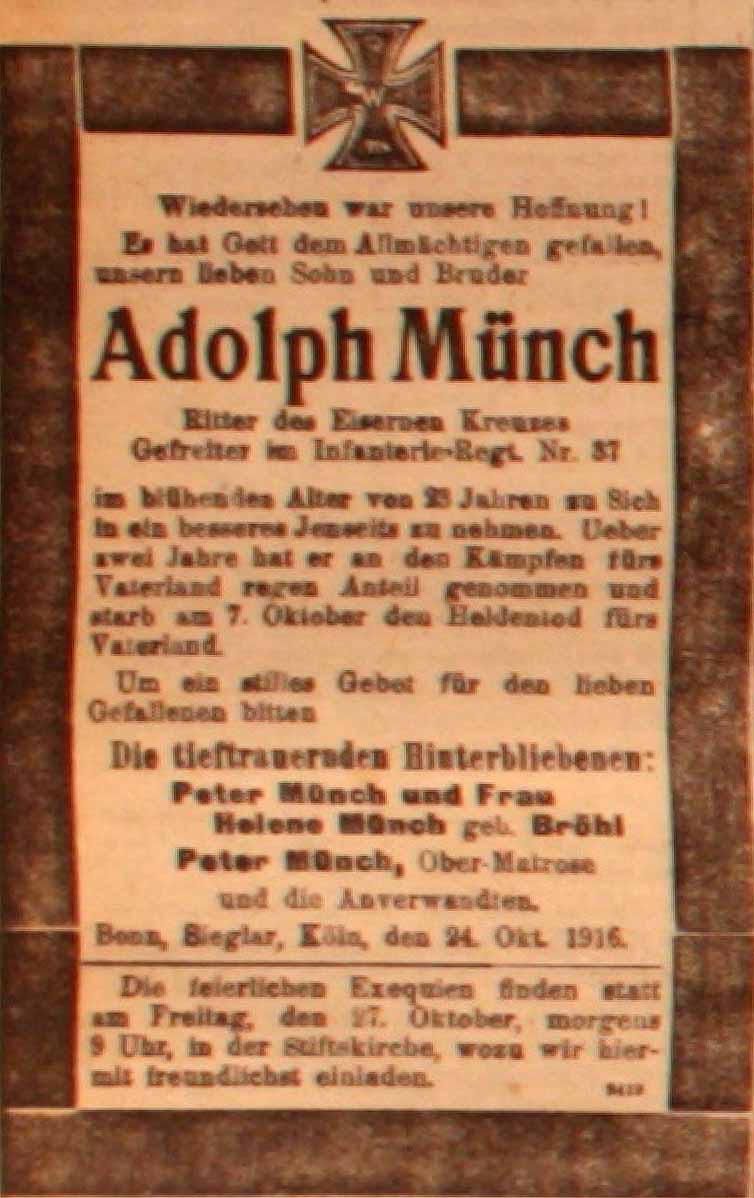 Wiedersehen war unsere Hoffnung!
Es hat Gott dem Allmächtigen gefallen,
unsern lieben Sohn und Bruder
Adolph Münch
Ritter des Eisernen Kreuzes
Gefreiter im Infanterie-Regt. Nr. 37
im blühenden Alter von 23 Jahren zu Sich
in ein besseres Jenseits zu nehmen. Ueber
zwei Jahre hat er an den Kämpfen fürs
Vaterland regen Anteil genommen und
starb am 7. Oktober den Heldentod fürs
Vaterland.
Um ein stilles Gebet für den lieben
Gefallenen bitten
Die tieftrauernden Hinterbliebenen:
Peter Münch und Frau
Helene Münch geb. Bröhl
Peter Münch, Ober-Matrose
und die Anverwandten.
Bonn, Sieglar, Köln, den 24. Okt. 1916.
Die feierlichen Exequien finden statt
am Freitag, den 27. Oktober, morgens
9 Uhr, in der Stiftskirche, wozu wir hier-
mit freundlichst einladen.